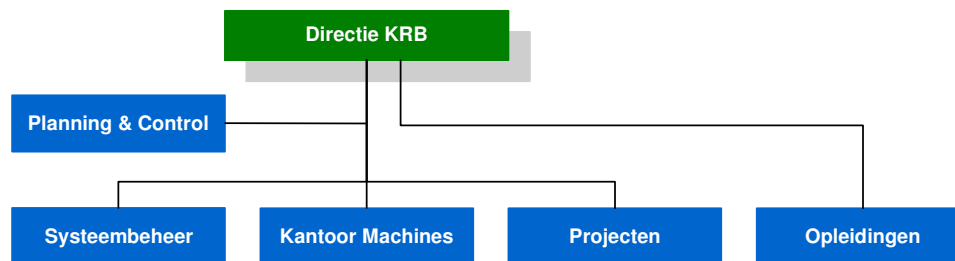 Directie KRB
Planning & Control
Systeembeheer
Kantoor Machines
Projecten
Opleidingen